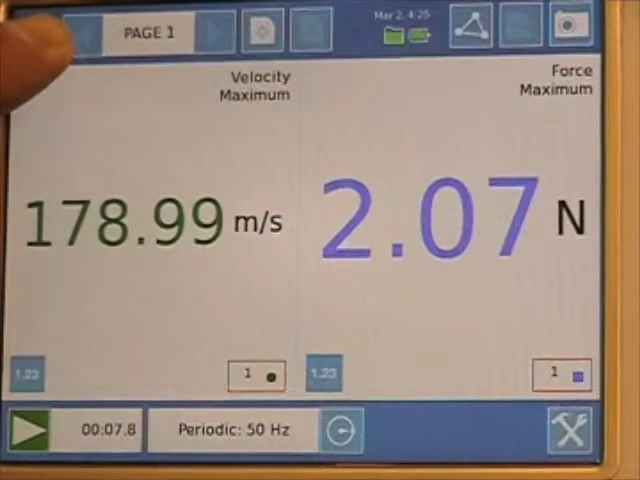 PAGE 1
Mar 2, 4:25
Velocity
Maximum
178.99 m/s
Force
Maximum
2.07 N
1.23
1
1.23
1
00:07.8
Periodic: 50 Hz